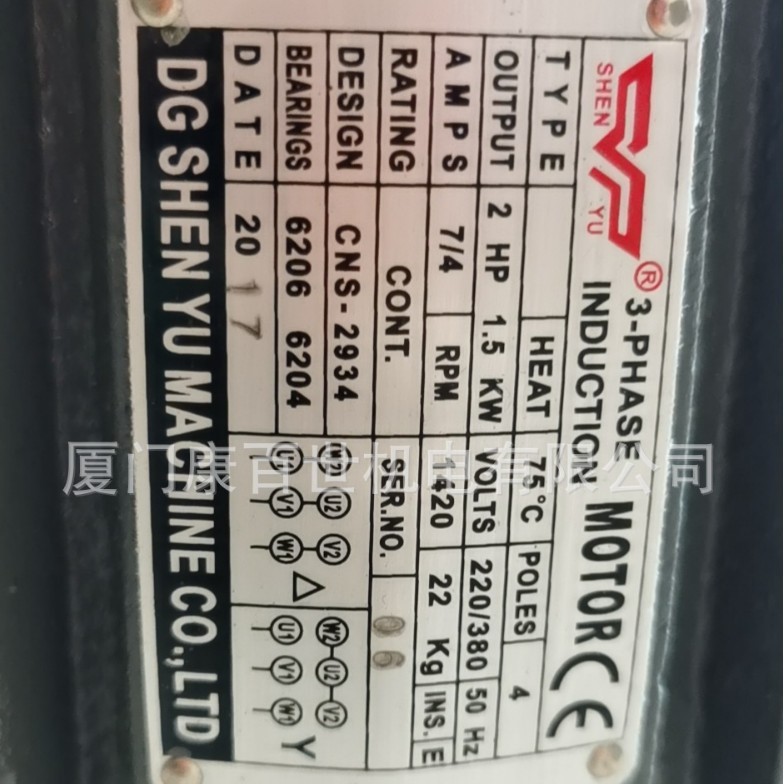 SHEN YU ® 3-PHASE INDUCTION MOTOR CE
TYPE HEAT 75°C POLES 4
OUTPUT 2 HP 1.5 KW VOLTS 220/380 50 Hz
AMPS 7/4 RPM 1420 22 Kg INS. E
RATING CONT. SER.NO. 06
DESIGN CNS-2934
BEARINGS 6206 6204
DATE 20 17
W2 U2 V2
U1 V1 W1 △
W2 U2 V2
U1 V1 W1 Y
DG SHEN YU MACHINE CO.,LTD
厦门康百世机电有限公司